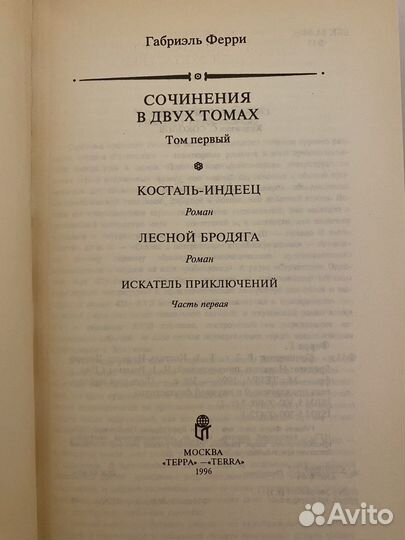 Габриэль Ферри
СОЧИНЕНИЯ
В ДВУХ ТОМАХ
Том первый
КОСТАЛЬ-ИНДЕЕЦ
Роман
ЛЕСНОЙ БРОДЯГА
Роман
ИСКАТЕЛЬ ПРИКЛЮЧЕНИЙ
Часть первая
МОСКВА
«ТЕРРА» —«TERRA»
1996
Avito